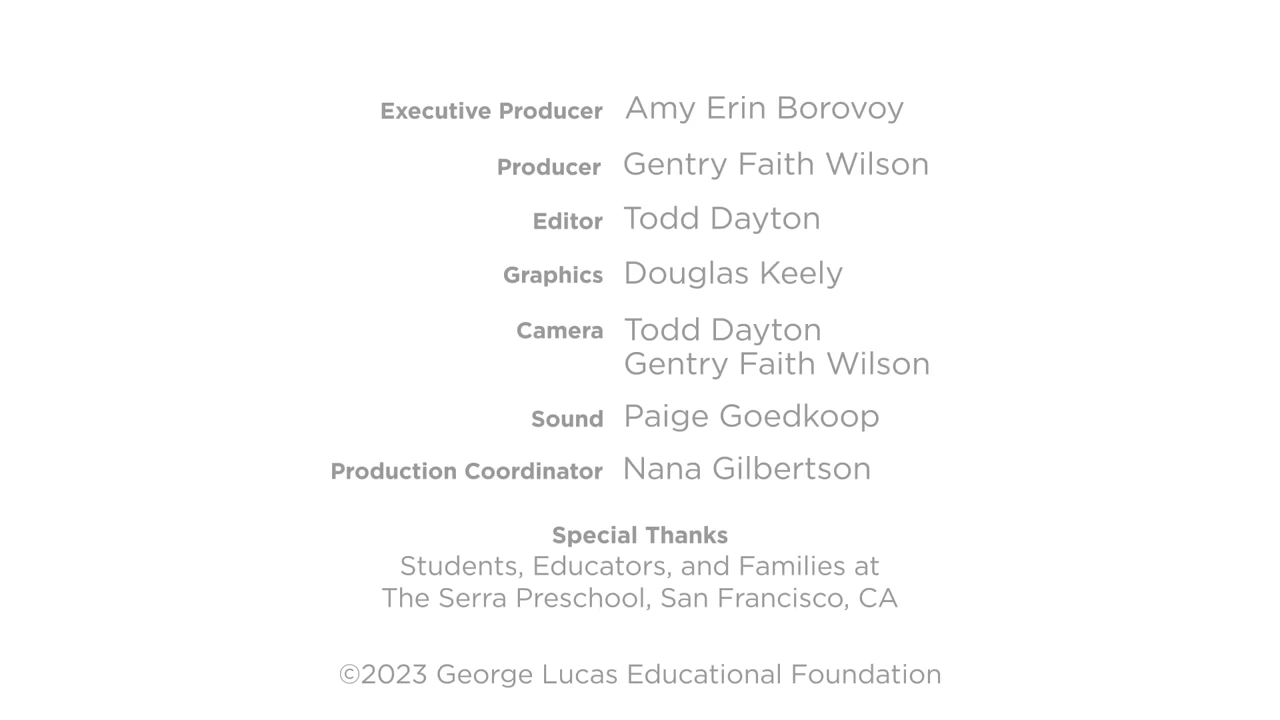 Executive Producer Amy Erin Borovoy
Producer Gentry Faith Wilson
Editor Todd Dayton
Graphics Douglas Keely
Camera Todd Dayton
Gentry Faith Wilson
Sound Paige Goedkoop
Production Coordinator Nana Gilbertson
Special Thanks
Students, Educators, and Families at
The Serra Preschool, San Francisco, CA
©2023 George Lucas Educational Foundation